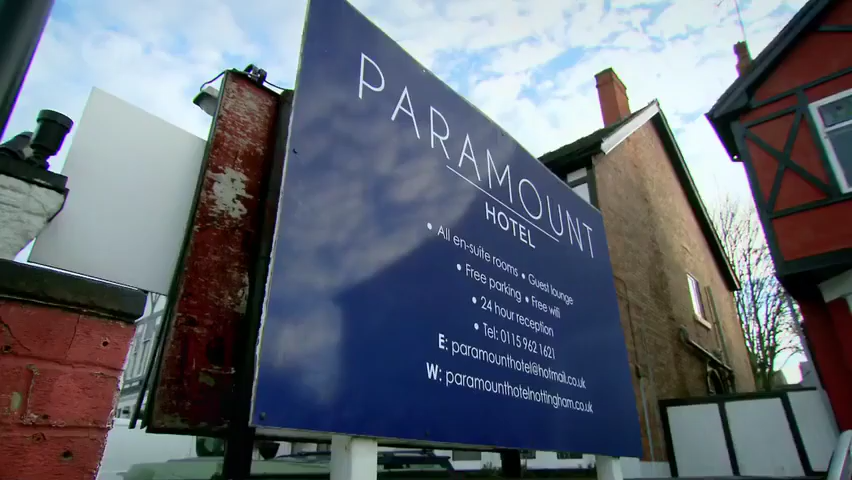 PARAMOUNT
HOTEL
• All en-suite rooms • Guest lounge
• Free parking • Free wifi
• 24 hour reception
• Tel: 0115 962 1621
E: paramounthotel@hotmail.co.uk
W: paramounthotelnottingham.co.uk